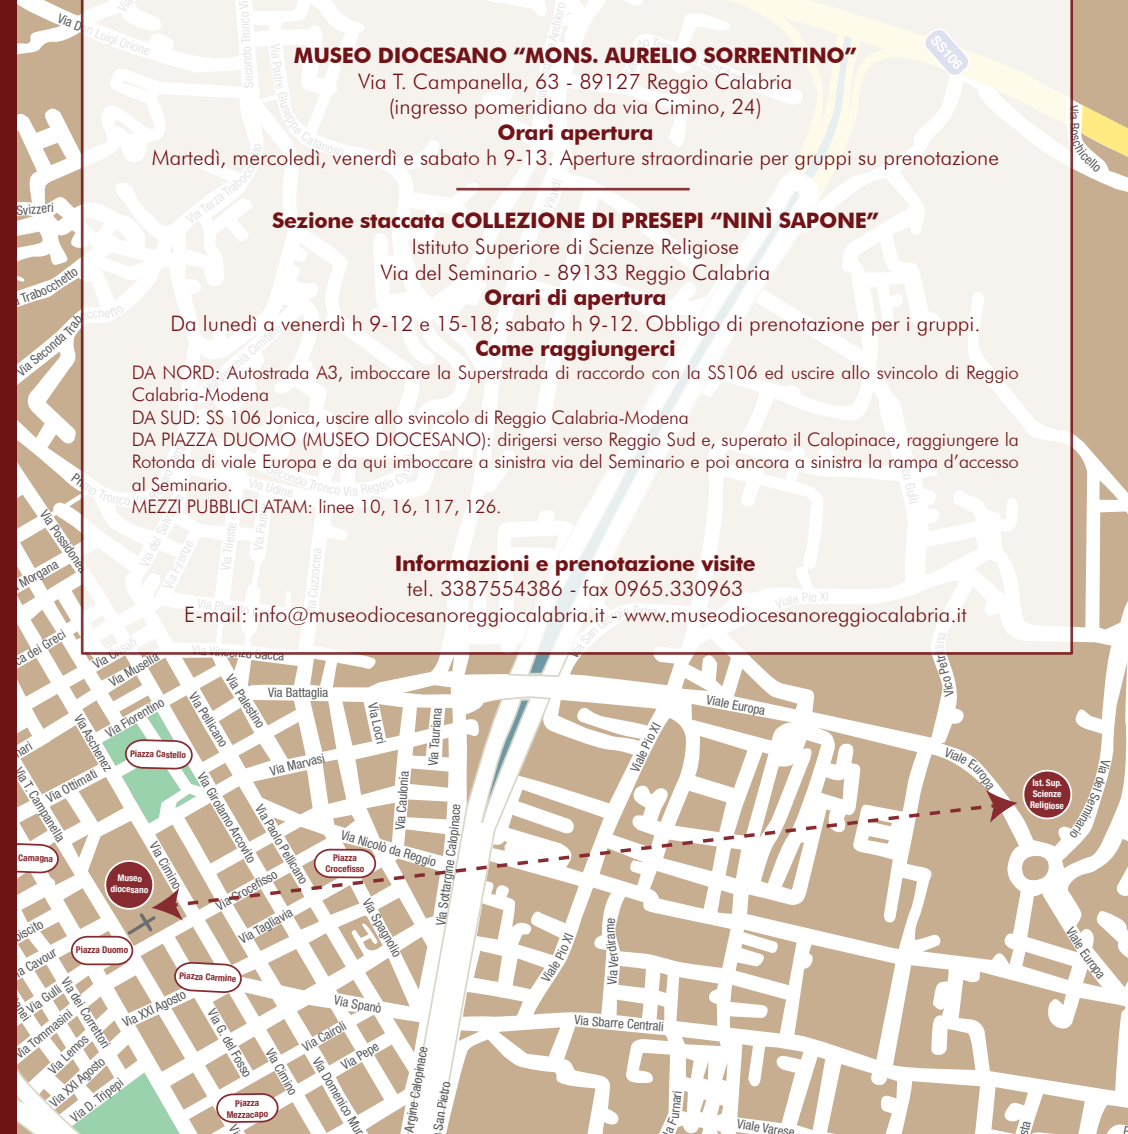 MUSEO DIOCESANO “MONS. AURELIO SORRENTINO”
Via T. Campanella, 63 - 89127 Reggio Calabria
(ingresso pomeridiano da via Cimino, 24)
Orari apertura
Martedì, mercoledì, venerdì e sabato h 9-13. Aperture straordinarie per gruppi su prenotazione
Sezione staccata COLLEZIONE DI PRESEPI “NINÌ SAPONE”
Istituto Superiore di Scienze Religiose
Via del Seminario - 89133 Reggio Calabria
Orari di apertura
Da lunedì a venerdì h 9-12 e 15-18; sabato h 9-12. Obbligo di prenotazione per i gruppi.
Come raggiungerci
DA NORD: Autostrada A3, imboccare la Superstrada di raccordo con la SS106 ed uscire allo svincolo di Reggio
Calabria-Modena
DA SUD: SS 106 Jonica, uscire allo svincolo di Reggio Calabria-Modena
DA PIAZZA DUOMO (MUSEO DIOCESANO): dirigersi verso Reggio Sud e, superato il Calopinace, raggiungere la
Rotonda di viale Europa e da qui imboccare a sinistra via del Seminario e poi ancora a sinistra la rampa d’accesso
al Seminario.
MEZZI PUBBLICI ATAM: linee 10, 16, 117, 126.
Informazioni e prenotazione visite
tel. 3387554386 - fax 0965.330963
E-mail: info@museodiocesanoreggiocalabria.it - www.museodiocesanoreggiocalabria.it
Via Don Luigi Orione
SS106
Via Boschicello
Svizzeri
Trabocchetto
Via Seconda Trab
Via Possidonea
Morgana
dei Greci
Via Musella
Via Vincenzo Sacca
Via Fiorentino
Via Aschenez
Via Pellicano
Via Palestino
Via Battaglia
Via Locri
Via Tauriana
Viale Pio XI
Viale Europa
Vico Petrellina
Viale Europa
Via del Seminario
Ist. Sup.
Scienze
Religiose
Piazza Castello
Via Marvasi
Via Ottimati
Via T. Campanella
Via Girolamo Arcovito
Via Paolo Pellicano
Via Caulonia
Via Nicolò da Reggio
Via Sottargine Calopinace
Camagna
Via Cimino
Piazza
Crocefisso
Museo
diocesano
Via Crocefisso
Via Tagliavia
Via Spagnolio
Piazza Duomo
Piazza Carmine
Via Cavour
Via Gulli
Via Tommasini
Via Lemos
Via dei Correttori
Via XXI Agosto
Via XXI Agosto
Via D. Tripepi
Via G. del Fosso
Via Cimino
Via Spanò
Via Cairoli
Via Pepe
Via Domenico Mu
Piazza
Mezzacapo
Argine Calopinace
San Pietro
Viale Pio XI
Via Verdirame
Via Sbarre Centrali
Via Furnari
Viale Varese
Viale Europa